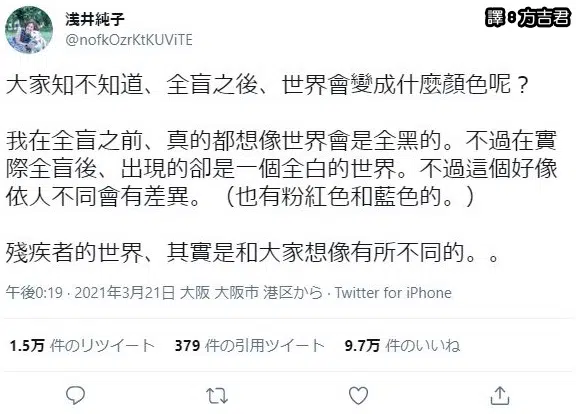 譯:方吉君
浅井純子
@nofkOzrKtKUViTE
大家知不知道、全盲之後、世界會變成什麼顏色呢？
我在全盲之前、真的都想像世界會是全黑的。不過在實
際全盲後、出現的卻是一個全白的世界。不過這個好像
依人不同會有差異。（也有粉紅色和藍色的。）
殘疾者的世界、其實是和大家想像有所不同的。。
午後0:19 · 2021年3月21日 大阪 大阪市 港区から · Twitter for iPhone
1.5万 件のリツイート 379 件の引用ツイート 9.7万 件のいいね